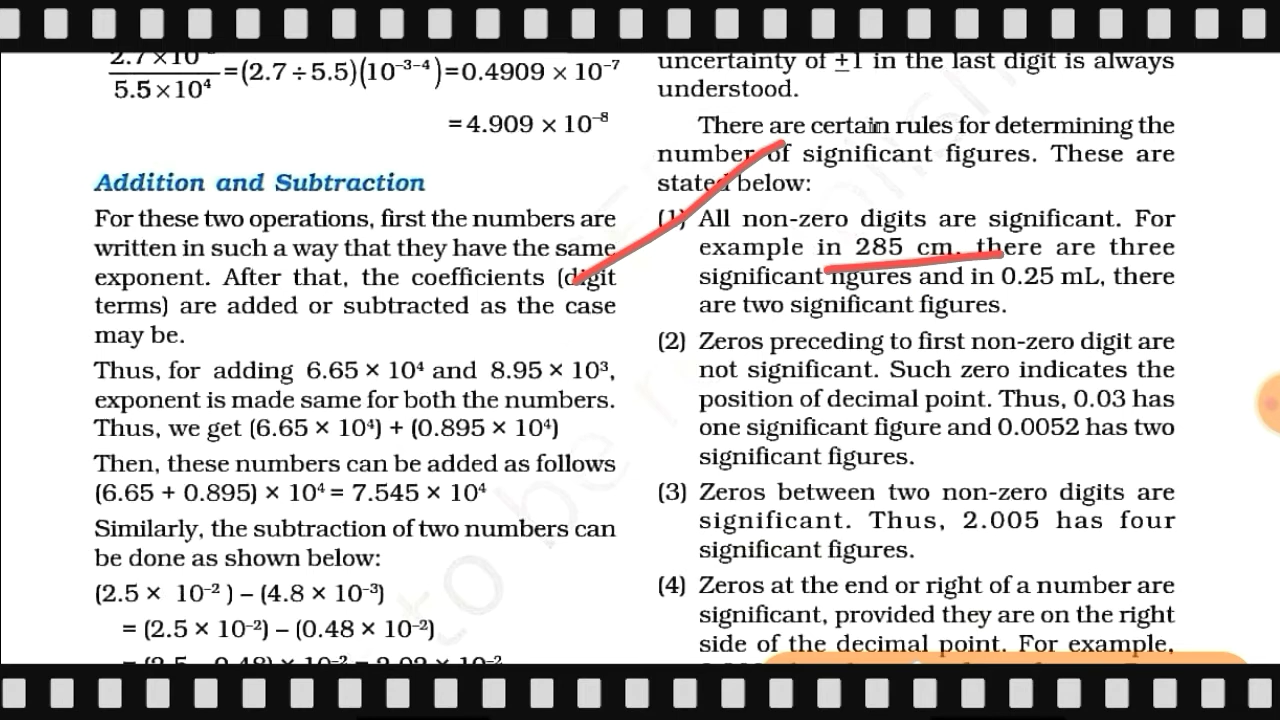 2.7 × 10
5.5 × 10⁴ = (2.7 ÷ 5.5)(10⁻³⁻⁴) = 0.4909 × 10⁻⁷
= 4.909 × 10⁻⁸
Addition and Subtraction
For these two operations, first the numbers are
written in such a way that they have the same
exponent. After that, the coefficients (digit
terms) are added or subtracted as the case
may be.
Thus, for adding 6.65 × 10⁴ and 8.95 × 10³,
exponent is made same for both the numbers.
Thus, we get (6.65 × 10⁴) + (0.895 × 10⁴)
Then, these numbers can be added as follows
(6.65 + 0.895) × 10⁴ = 7.545 × 10⁴
Similarly, the subtraction of two numbers can
be done as shown below:
(2.5 × 10⁻²) – (4.8 × 10⁻³)
= (2.5 × 10⁻²) – (0.48 × 10⁻²)
= (2.5 – 0.48) × 10⁻² = 2.02 × 10⁻²
uncertainty of ±1 in the last digit is always
understood.
There are certain rules for determining the
number of significant figures. These are
stated below:
(1) All non-zero digits are significant. For
example in 285 cm, there are three
significant figures and in 0.25 mL, there
are two significant figures.
(2) Zeros preceding to first non-zero digit are
not significant. Such zero indicates the
position of decimal point. Thus, 0.03 has
one significant figure and 0.0052 has two
significant figures.
(3) Zeros between two non-zero digits are
significant. Thus, 2.005 has four
significant figures.
(4) Zeros at the end or right of a number are
significant, provided they are on the right
side of the decimal point. For example,